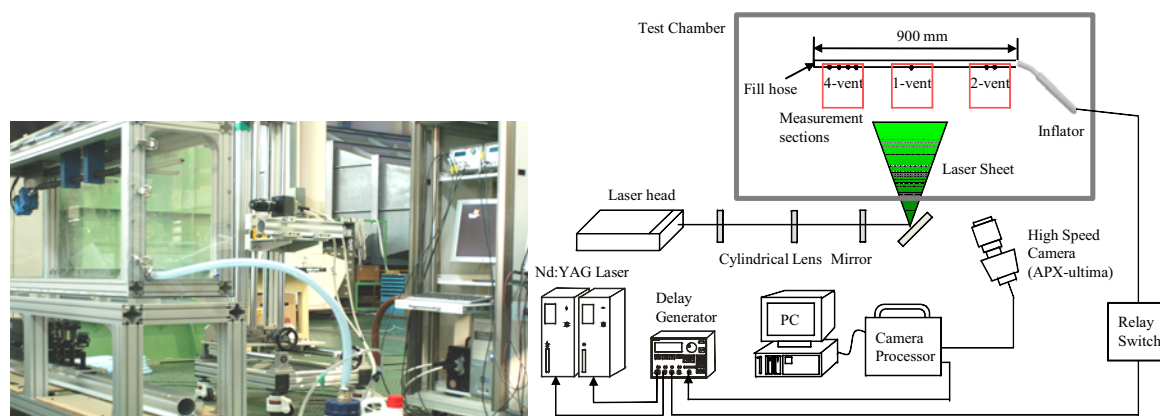 Test Chamber
900 mm
Fill hose
4-vent
1-vent
2-vent
Measurement
sections
Inflator
Laser Sheet
Laser head
Cylindrical Lens
Mirror
High Speed
Camera
(APX-ultima)
Nd:YAG Laser
Delay
Generator
PC
Camera
Processor
Relay
Switch